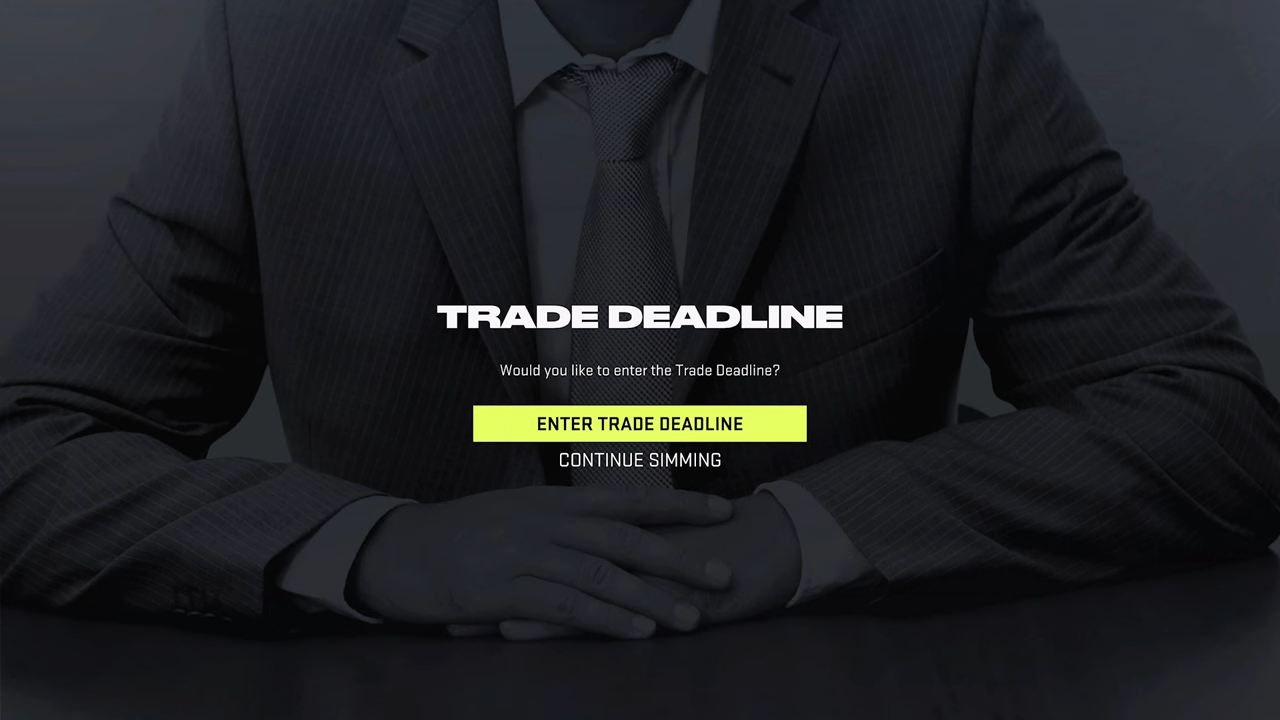 TRADE DEADLINE
Would you like to enter the Trade Deadline?
ENTER TRADE DEADLINE
CONTINUE SIMMING